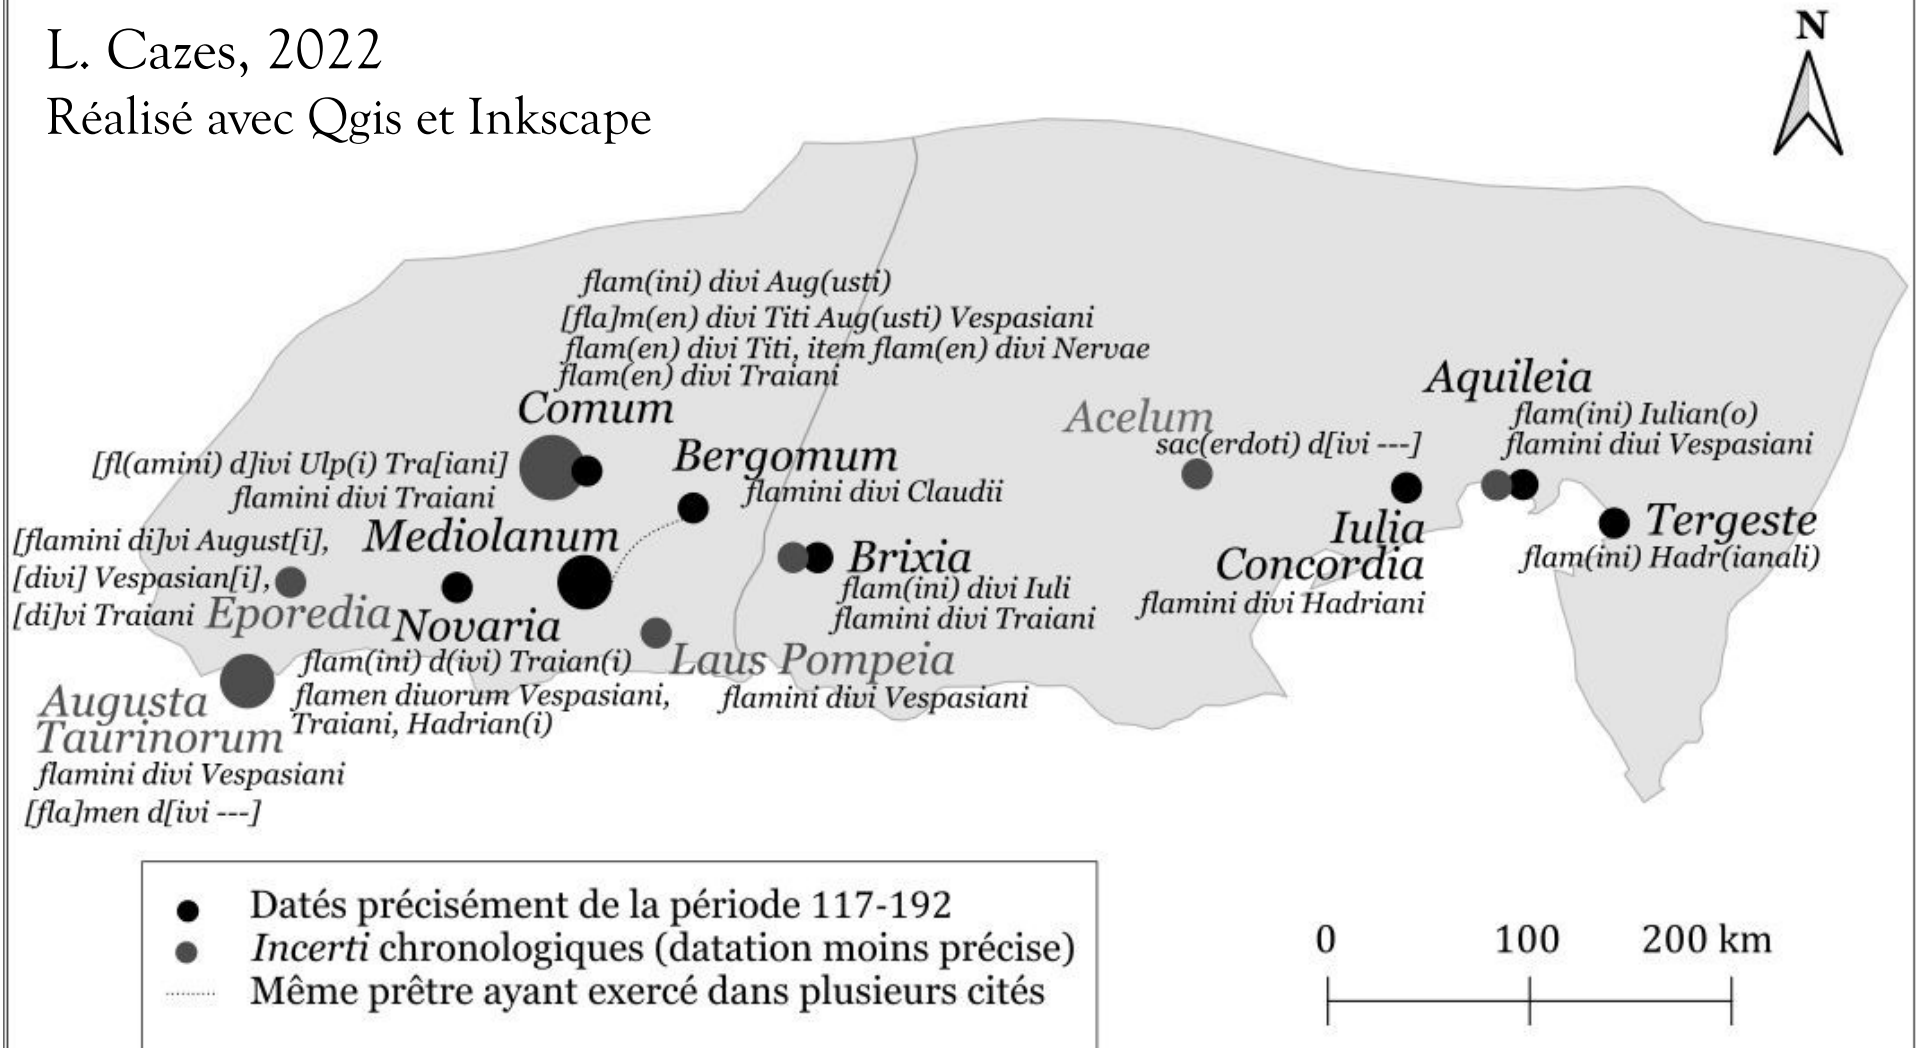 L. Cazes, 2022
Réalisé avec Qgis et Inkscape
N
flam(ini) divi Aug(usti)
[fla]m(en) divi Titi Aug(usti) Vespasiani
flam(en) divi Titi, item flam(en) divi Nervae
flam(en) divi Traiani
Comum
[fl(amini) d]ivi Ulp(i) Tra[iani]
flamini divi Traiani
Mediolanum
Bergomum
flamini divi Claudii
[flamini di]vi August[i],
[divi] Vespasian[i],
[di]vi Traiani
Eporedia
Novaria
flam(ini) d(ivi) Traian(i)
flamen diuorum Vespasiani,
Traiani, Hadrian(i)
Augusta
Taurinorum
flamini divi Vespasiani
[fla]men d[ivi ---]
Laus Pompeia
flamini divi Vespasiani
Brixia
flam(ini) divi Iuli
flamini divi Traiani
Acelum
sac(erdoti) d[ivi ---]
Iulia
Concordia
flamini divi Hadriani
Aquileia
flam(ini) Iulian(o)
flamini diui Vespasiani
Tergeste
flam(ini) Hadr(ianali)
Datés précisément de la période 117-192
Incerti chronologiques (datation moins précise)
Même prêtre ayant exercé dans plusieurs cités
0 100 200 km